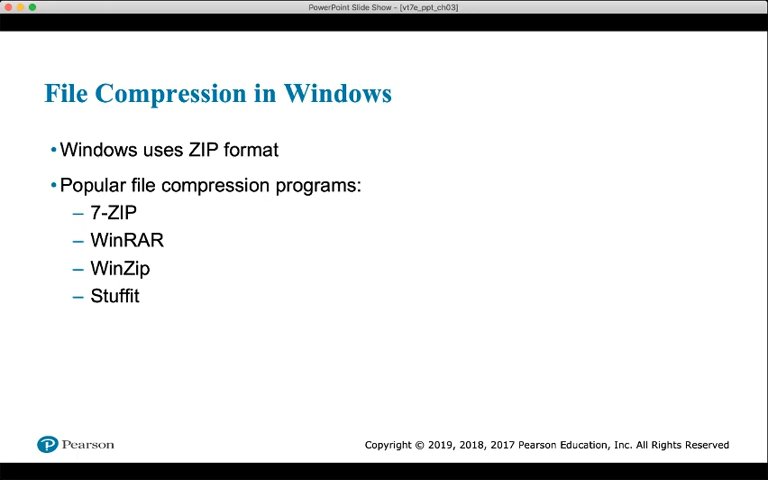 PowerPoint Slide Show - [vt7e_ppt_ch03]
File Compression in Windows
•Windows uses ZIP format
•Popular file compression programs:
– 7-ZIP
– WinRAR
– WinZip
– Stuffit
P Pearson
Copyright © 2019, 2018, 2017 Pearson Education, Inc. All Rights Reserved